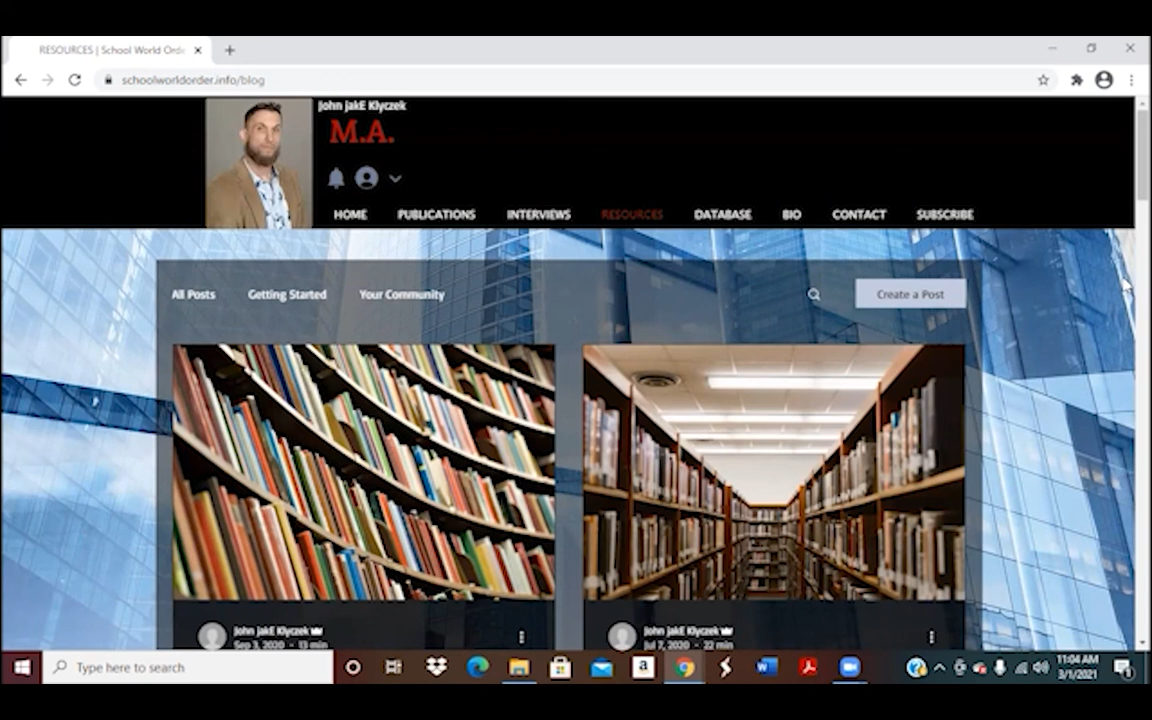 RESOURCES | School World Orde
schoolworldorder.info/blog
John jakE Klyczek
M.A.
HOME PUBLICATIONS INTERVIEWS RESOURCES DATABASE BIO CONTACT SUBSCRIBE
All Posts Getting Started Your Community Create a Post
John jakE Klyczek John jakE Klyczek
Sep 3, 2020 · 13 min Jul 7, 2020 · 22 min
Type here to search
11:04 AM
3/1/2021